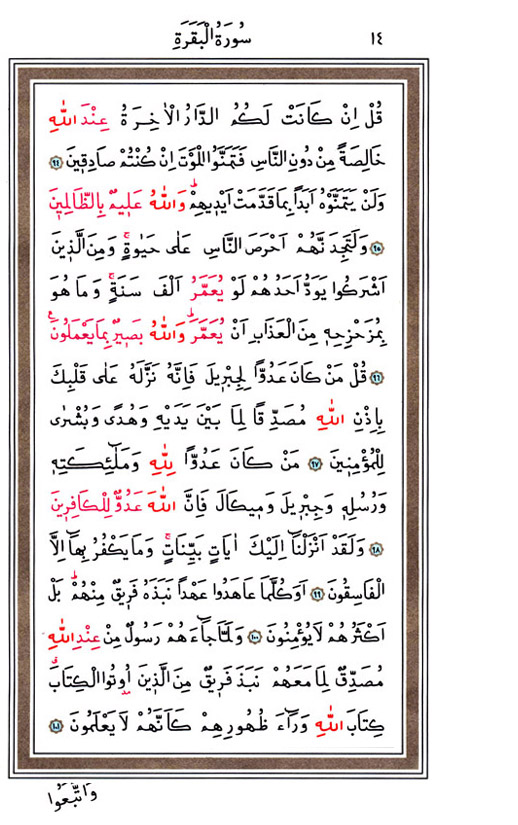 ١٤ سُورَةُ الْبَقَرَةِ
قُلْ اِنْ كَانَتْ لَكُمُ الدَّارُ الْاٰخِرَةُ عِنْدَ اللّٰهِ
خَالِصَةً مِنْ دُونِ النَّاسِ فَتَمَنَّوُا الْمَوْتَ اِنْ كُنْتُمْ صَادِقٖينَ ﴿٩٤﴾
وَلَنْ يَتَمَنَّوْهُ اَبَدًا بِمَا قَدَّمَتْ اَيْدٖيهِمْۜ وَاللّٰهُ عَلٖيمٌ بِالظَّالِمٖينَ
﴿٩٥﴾ وَلَتَجِدَنَّهُمْ اَحْرَصَ النَّاسِ عَلٰى حَيٰوةٍۚ وَمِنَ الَّذٖينَ
اَشْرَكُوا يَوَدُّ اَحَدُهُمْ لَوْ يُعَمَّرُ اَلْفَ سَنَةٍۚ وَمَا هُوَ
بِمُزَحْزِحِهٖ مِنَ الْعَذَابِ اَنْ يُعَمَّرَۜ وَاللّٰهُ بَصٖيرٌ بِمَا يَعْمَلُونَ۟
﴿٩٦﴾ قُلْ مَنْ كَانَ عَدُوًّا لِجِبْرٖيلَ فَاِنَّهُ نَزَّلَهُ عَلٰى قَلْبِكَ
بِاِذْنِ اللّٰهِ مُصَدِّقًا لِمَا بَيْنَ يَدَيْهِ وَهُدًى وَبُشْرٰى
لِلْمُؤْمِنٖينَ ﴿٩٧﴾ مَنْ كَانَ عَدُوًّا لِلّٰهِ وَمَلٰٓئِكَتِهٖ
وَرُسُلِهٖ وَجِبْرٖيلَ وَمٖيكَالَ فَاِنَّ اللّٰهَ عَدُوٌّ لِلْكَافِرٖينَ
﴿٩٨﴾ وَلَقَدْ اَنْزَلْنَٓا اِلَيْكَ اٰيَاتٍ بَيِّنَاتٍۚ وَمَا يَكْفُرُ بِهَٓا اِلَّا
الْفَاسِقُونَ ﴿٩٩﴾ اَوَكُلَّمَا عَاهَدُوا عَهْدًا نَبَذَهُ فَرٖيقٌ مِنْهُمْۜ بَلْ
اَكْثَرُهُمْ لَا يُؤْمِنُونَ ﴿١٠٠﴾ وَلَمَّا جَٓاءَهُمْ رَسُولٌ مِنْ عِنْدِ اللّٰهِ
مُصَدِّقٌ لِمَا مَعَهُمْ نَبَذَ فَرٖيقٌ مِنَ الَّذٖينَ اُو۫تُوا الْكِتَابَۗ
كِتَابَ اللّٰهِ وَرَٓاءَ ظُهُورِهِمْ كَاَنَّهُمْ لَا يَعْلَمُونَ ﴿١٠١﴾
وَاتَّبَعُوا